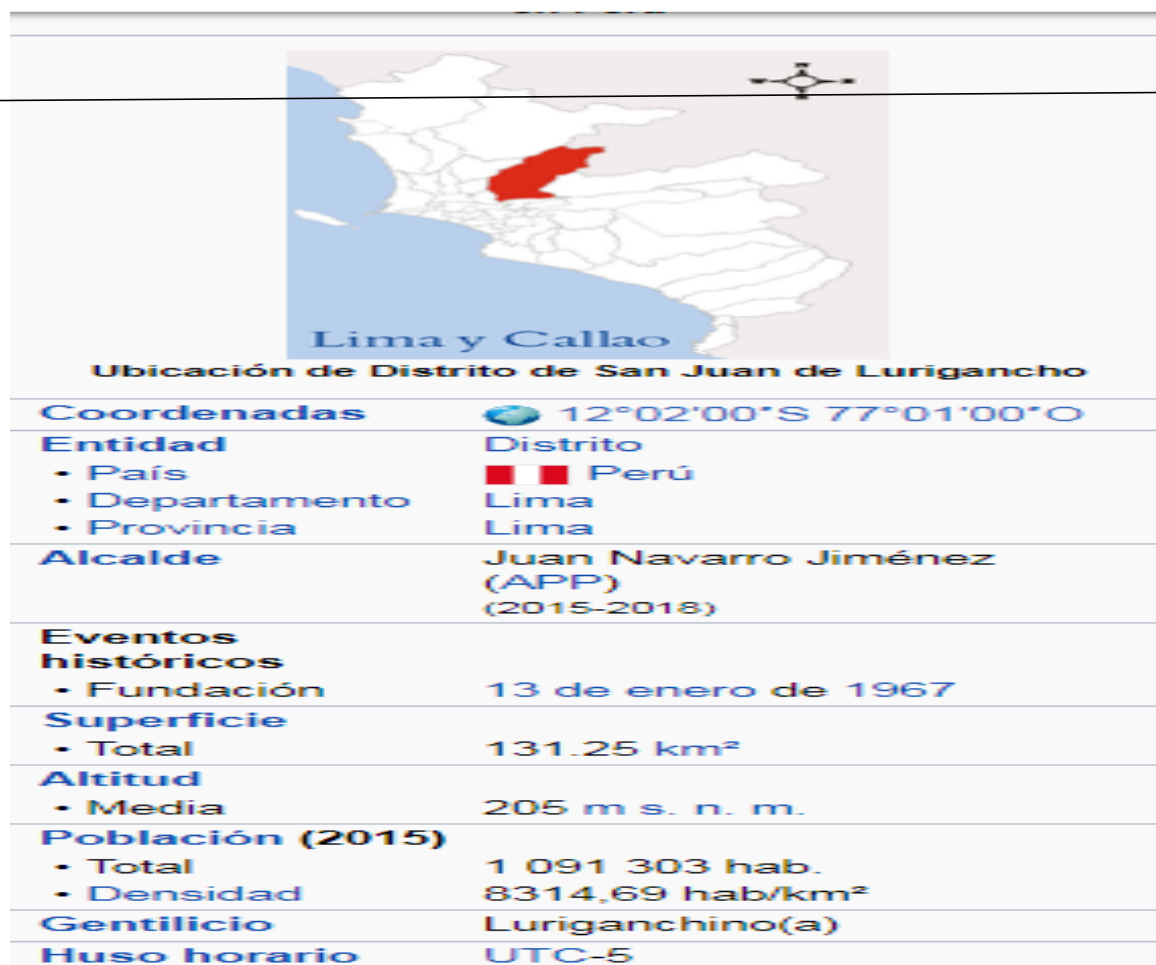 Lima y Callao
Ubicación de Distrito de San Juan de Lurigancho
Coordenadas 12°02'00"S 77°01'00"O
Entidad Distrito
• País Perú
• Departamento Lima
• Provincia Lima
Alcalde Juan Navarro Jiménez
(APP)
(2015-2018)
Eventos
históricos
• Fundación 13 de enero de 1967
Superficie
• Total 131.25 km²
Altitud
• Media 205 m s. n. m.
Población (2015)
• Total 1 091 303 hab.
• Densidad 8314,69 hab/km²
Gentilicio Luriganchino(a)
Huso horario UTC-5